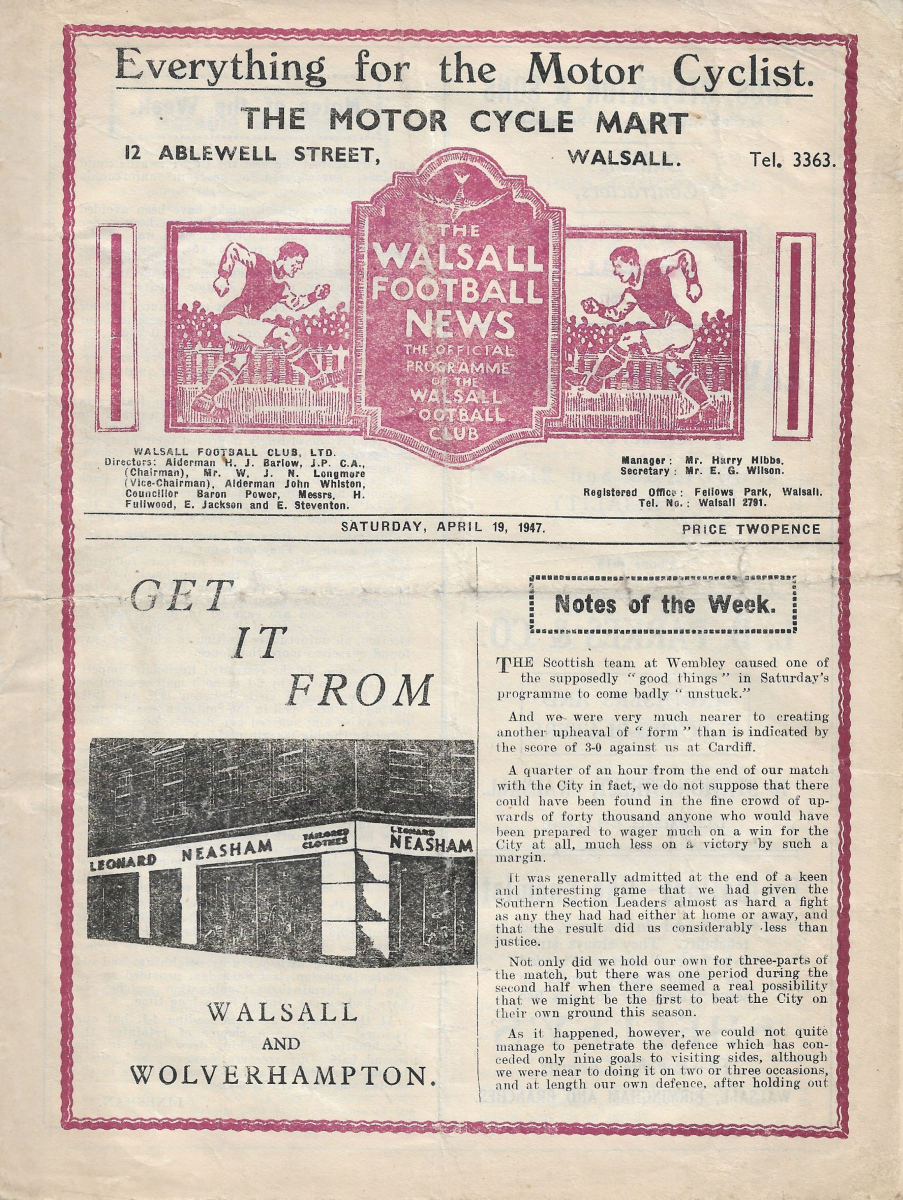 Everything for the Motor Cyclist.
THE MOTOR CYCLE MART
12 ABLEWELL STREET, WALSALL. Tel. 3363.
THE
WALSALL
FOOTBALL
NEWS
THE OFFICIAL
PROGRAMME
OF THE
WALSALL
OOTBALL
CLUB
WALSALL FOOTBALL CLUB, LTD.
Directors: Alderman H. J. Barlow, J.P. C.A.,
(Chairman), Mr. W. J. N. Longmore
(Vice-Chairman), Alderman John Whiston,
Councillor Baron Power, Messrs, H.
Fullwood, E. Jackson and E. Steventon.
Manager: Mr. Harry Hibbs.
Secretary: Mr. E. G. Wilson.
Registered Office: Fellows Park, Walsall.
Tel. No.: Walsall 2791.
SATURDAY, APRIL 19, 1947. PRICE TWOPENCE
GET
IT
FROM
LEONARD NEASHAM TAILORED CLOTHES LEONARD NEASHAM
WALSALL
AND
WOLVERHAMPTON.
Notes of the Week.
THE Scottish team at Wembley caused one of
the supposedly "good things" in Saturday's
programme to come badly "unstuck."
And we were very much nearer to creating
another upheaval of "form" than is indicated by
the score of 3-0 against us at Cardiff.
A quarter of an hour from the end of our match
with the City in fact, we do not suppose that there
could have been found in the fine crowd of up-
wards of forty thousand anyone who would have
been prepared to wager much on a win for the
City at all, much less on a victory by such a
margin.
It was generally admitted at the end of a keen
and interesting game that we had given the
Southern Section Leaders almost as hard a fight
as any they had had either at home or away, and
that the result did us considerably less than
justice.
Not only did we hold our own for three-parts of
the match, but there was one period during the
second half when there seemed a real possibility
that we might be the first to beat the City on
their own ground this season.
As it happened, however, we could not quite
manage to penetrate the defence which has con-
ceded only nine goals to visiting sides, although
we were near to doing it on two or three occasions,
and at length our own defence, after holding out